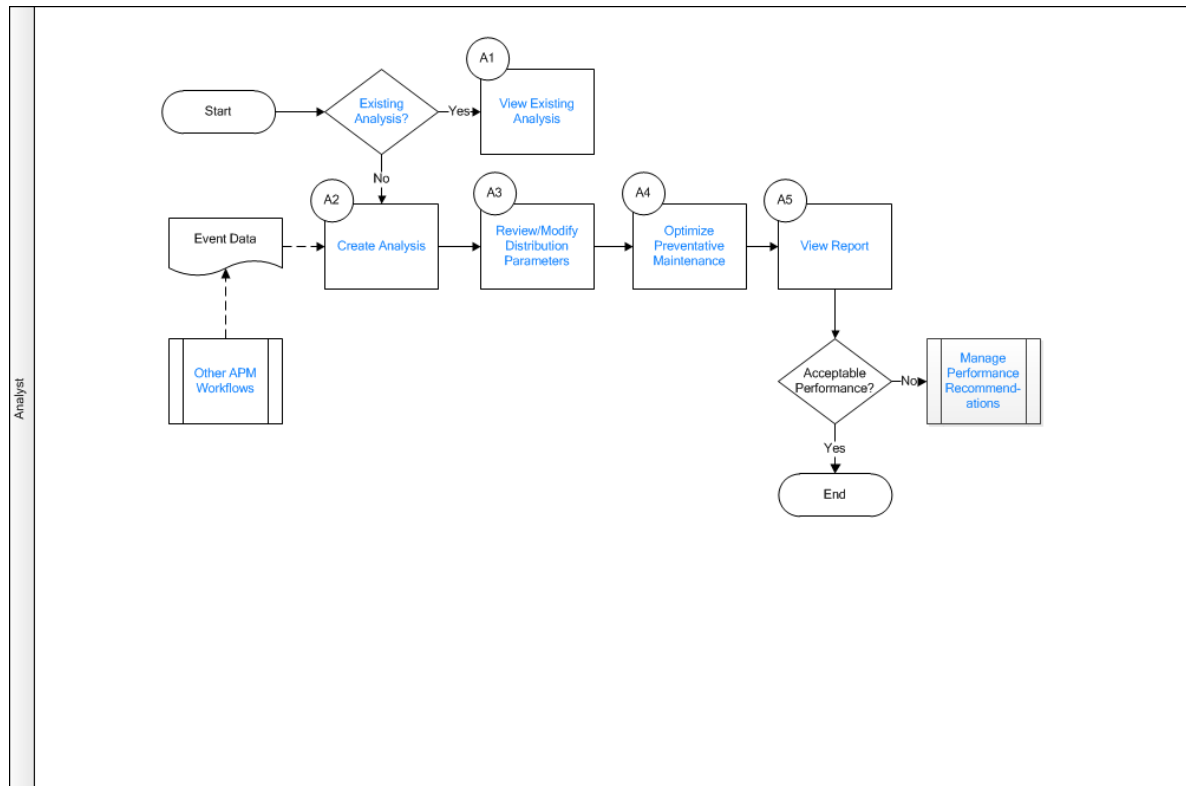 A1
Start
Existing
Analysis?
Yes
View Existing
Analysis
No
A2
A3
A4
A5
Event Data
Create Analysis
Review/Modify
Distribution
Parameters
Optimize
Preventative
Maintenance
View Report
Other APM
Workflows
Acceptable
Performance?
No
Manage
Performance
Recommend-
ations
Analyst
Yes
End